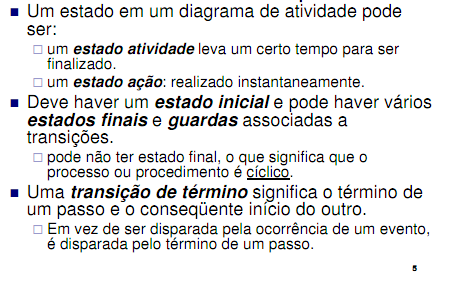 Um estado em um diagrama de atividade pode
ser:
um estado atividade leva um certo tempo para ser
finalizado.
um estado ação: realizado instantaneamente.
Deve haver um estado inicial e pode haver vários
estados finais e guardas associadas a
transições.
pode não ter estado final, o que significa que o
processo ou procedimento é cíclico.
Uma transição de término significa o término de
um passo e o conseqüente início do outro.
Em vez de ser disparada pela ocorrência de um evento,
é disparada pelo término de um passo.
5